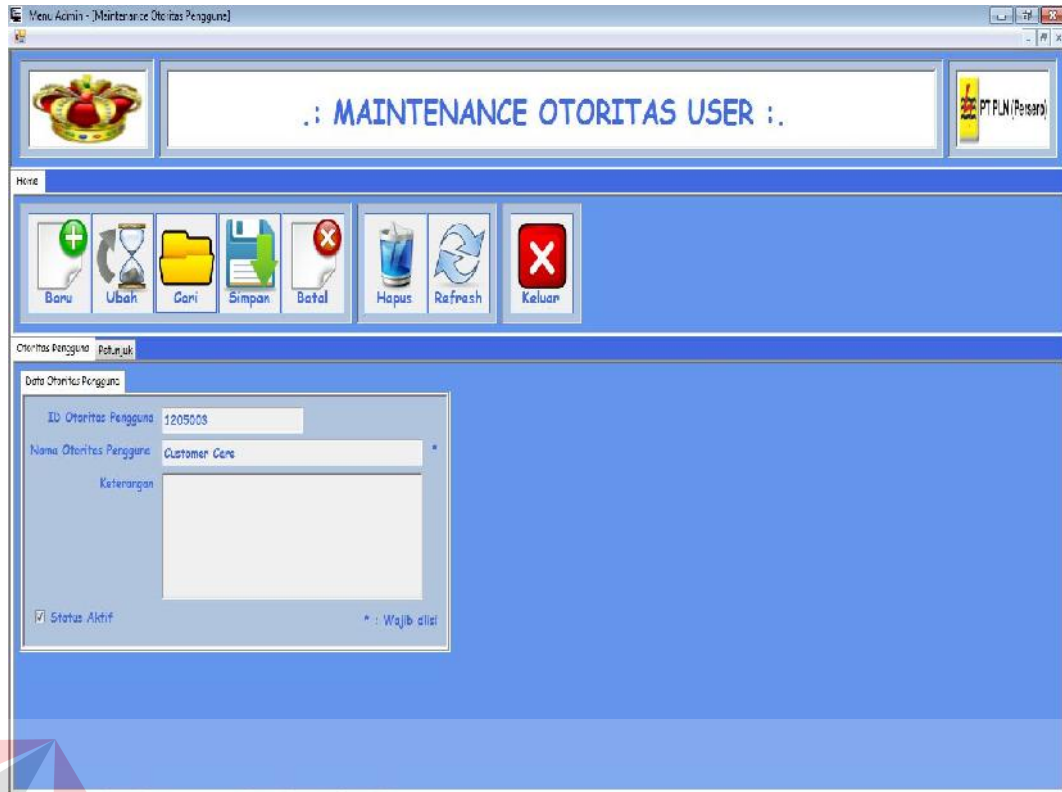 Menu Admin - [Maintenance Otoritas Pengguna]
.: MAINTENANCE OTORITAS USER :.
PT PLN (Persero)
Home
Baru Ubah Cari Simpan Batal Hapus Refresh Keluar
Otoritas Pengguna Petunjuk
Data Otoritas Pengguna
ID Otoritas Pengguna 1205003
Nama Otoritas Pengguna Customer Care *
Keterangan
Status Aktif * : Wajib diisi